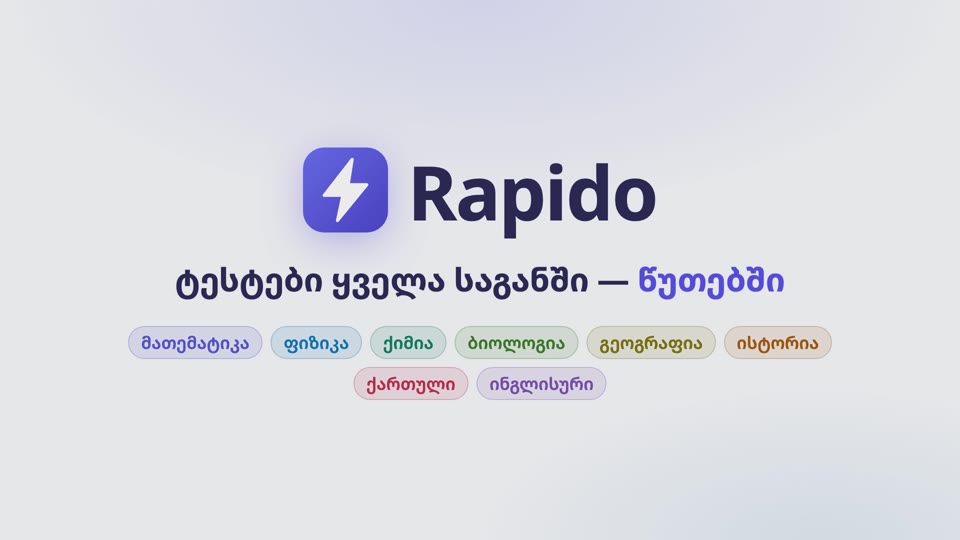 Rapido
ტესტები ყველა საგანში — წუთებში
მათემატიკა ფიზიკა ქიმია ბიოლოგია გეოგრაფია ისტორია
ქართული ინგლისური